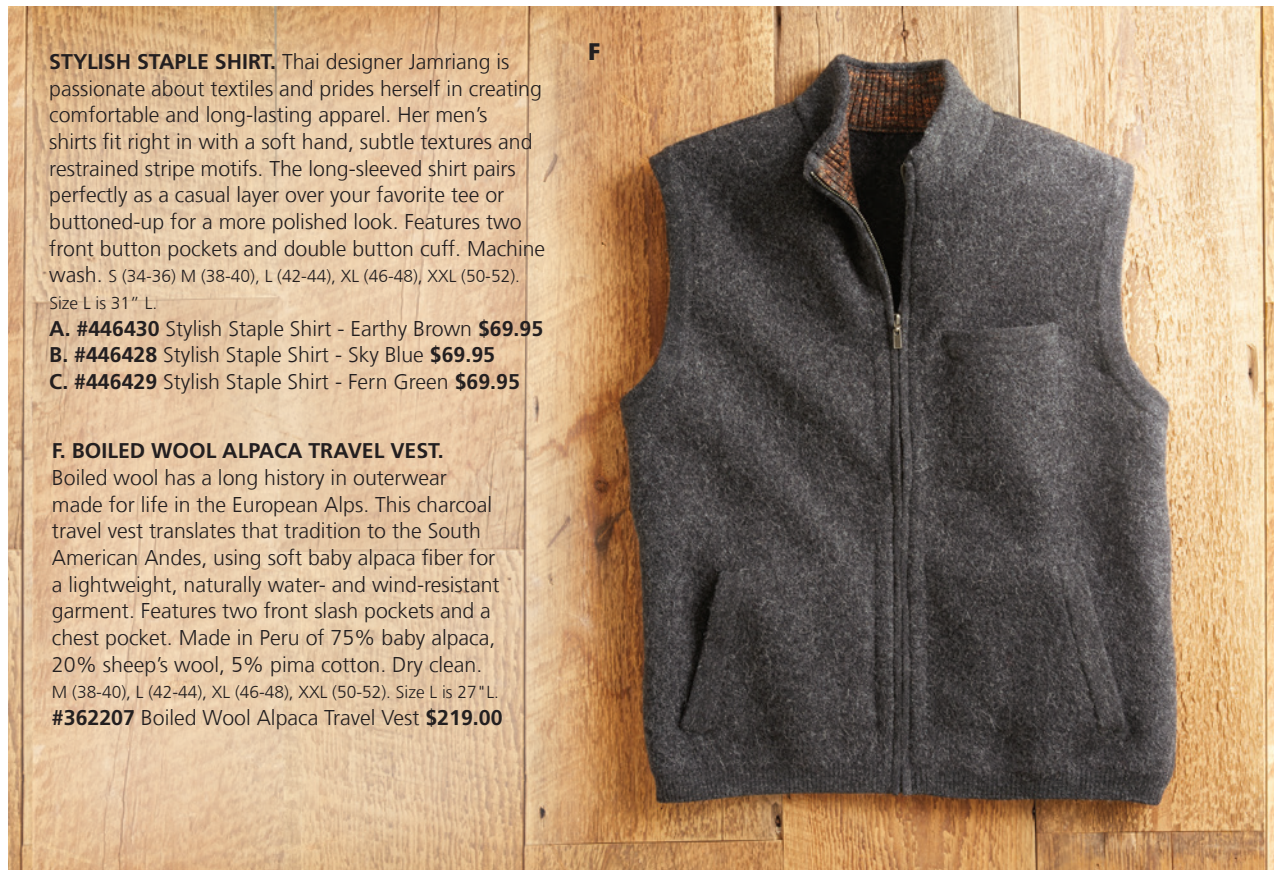 STYLISH STAPLE SHIRT. Thai designer Jamriang is
passionate about textiles and prides herself in creating
comfortable and long-lasting apparel. Her men’s
shirts fit right in with a soft hand, subtle textures and
restrained stripe motifs. The long-sleeved shirt pairs
perfectly as a casual layer over your favorite tee or
buttoned-up for a more polished look. Features two
front button pockets and double button cuff. Machine
wash. S (34-36) M (38-40), L (42-44), XL (46-48), XXL (50-52).
Size L is 31” L.
A. #446430 Stylish Staple Shirt - Earthy Brown $69.95
B. #446428 Stylish Staple Shirt - Sky Blue $69.95
C. #446429 Stylish Staple Shirt - Fern Green $69.95
F. BOILED WOOL ALPACA TRAVEL VEST.
Boiled wool has a long history in outerwear
made for life in the European Alps. This charcoal
travel vest translates that tradition to the South
American Andes, using soft baby alpaca fiber for
a lightweight, naturally water- and wind-resistant
garment. Features two front slash pockets and a
chest pocket. Made in Peru of 75% baby alpaca,
20% sheep’s wool, 5% pima cotton. Dry clean.
M (38-40), L (42-44), XL (46-48), XXL (50-52). Size L is 27"L.
#362207 Boiled Wool Alpaca Travel Vest $219.00
F